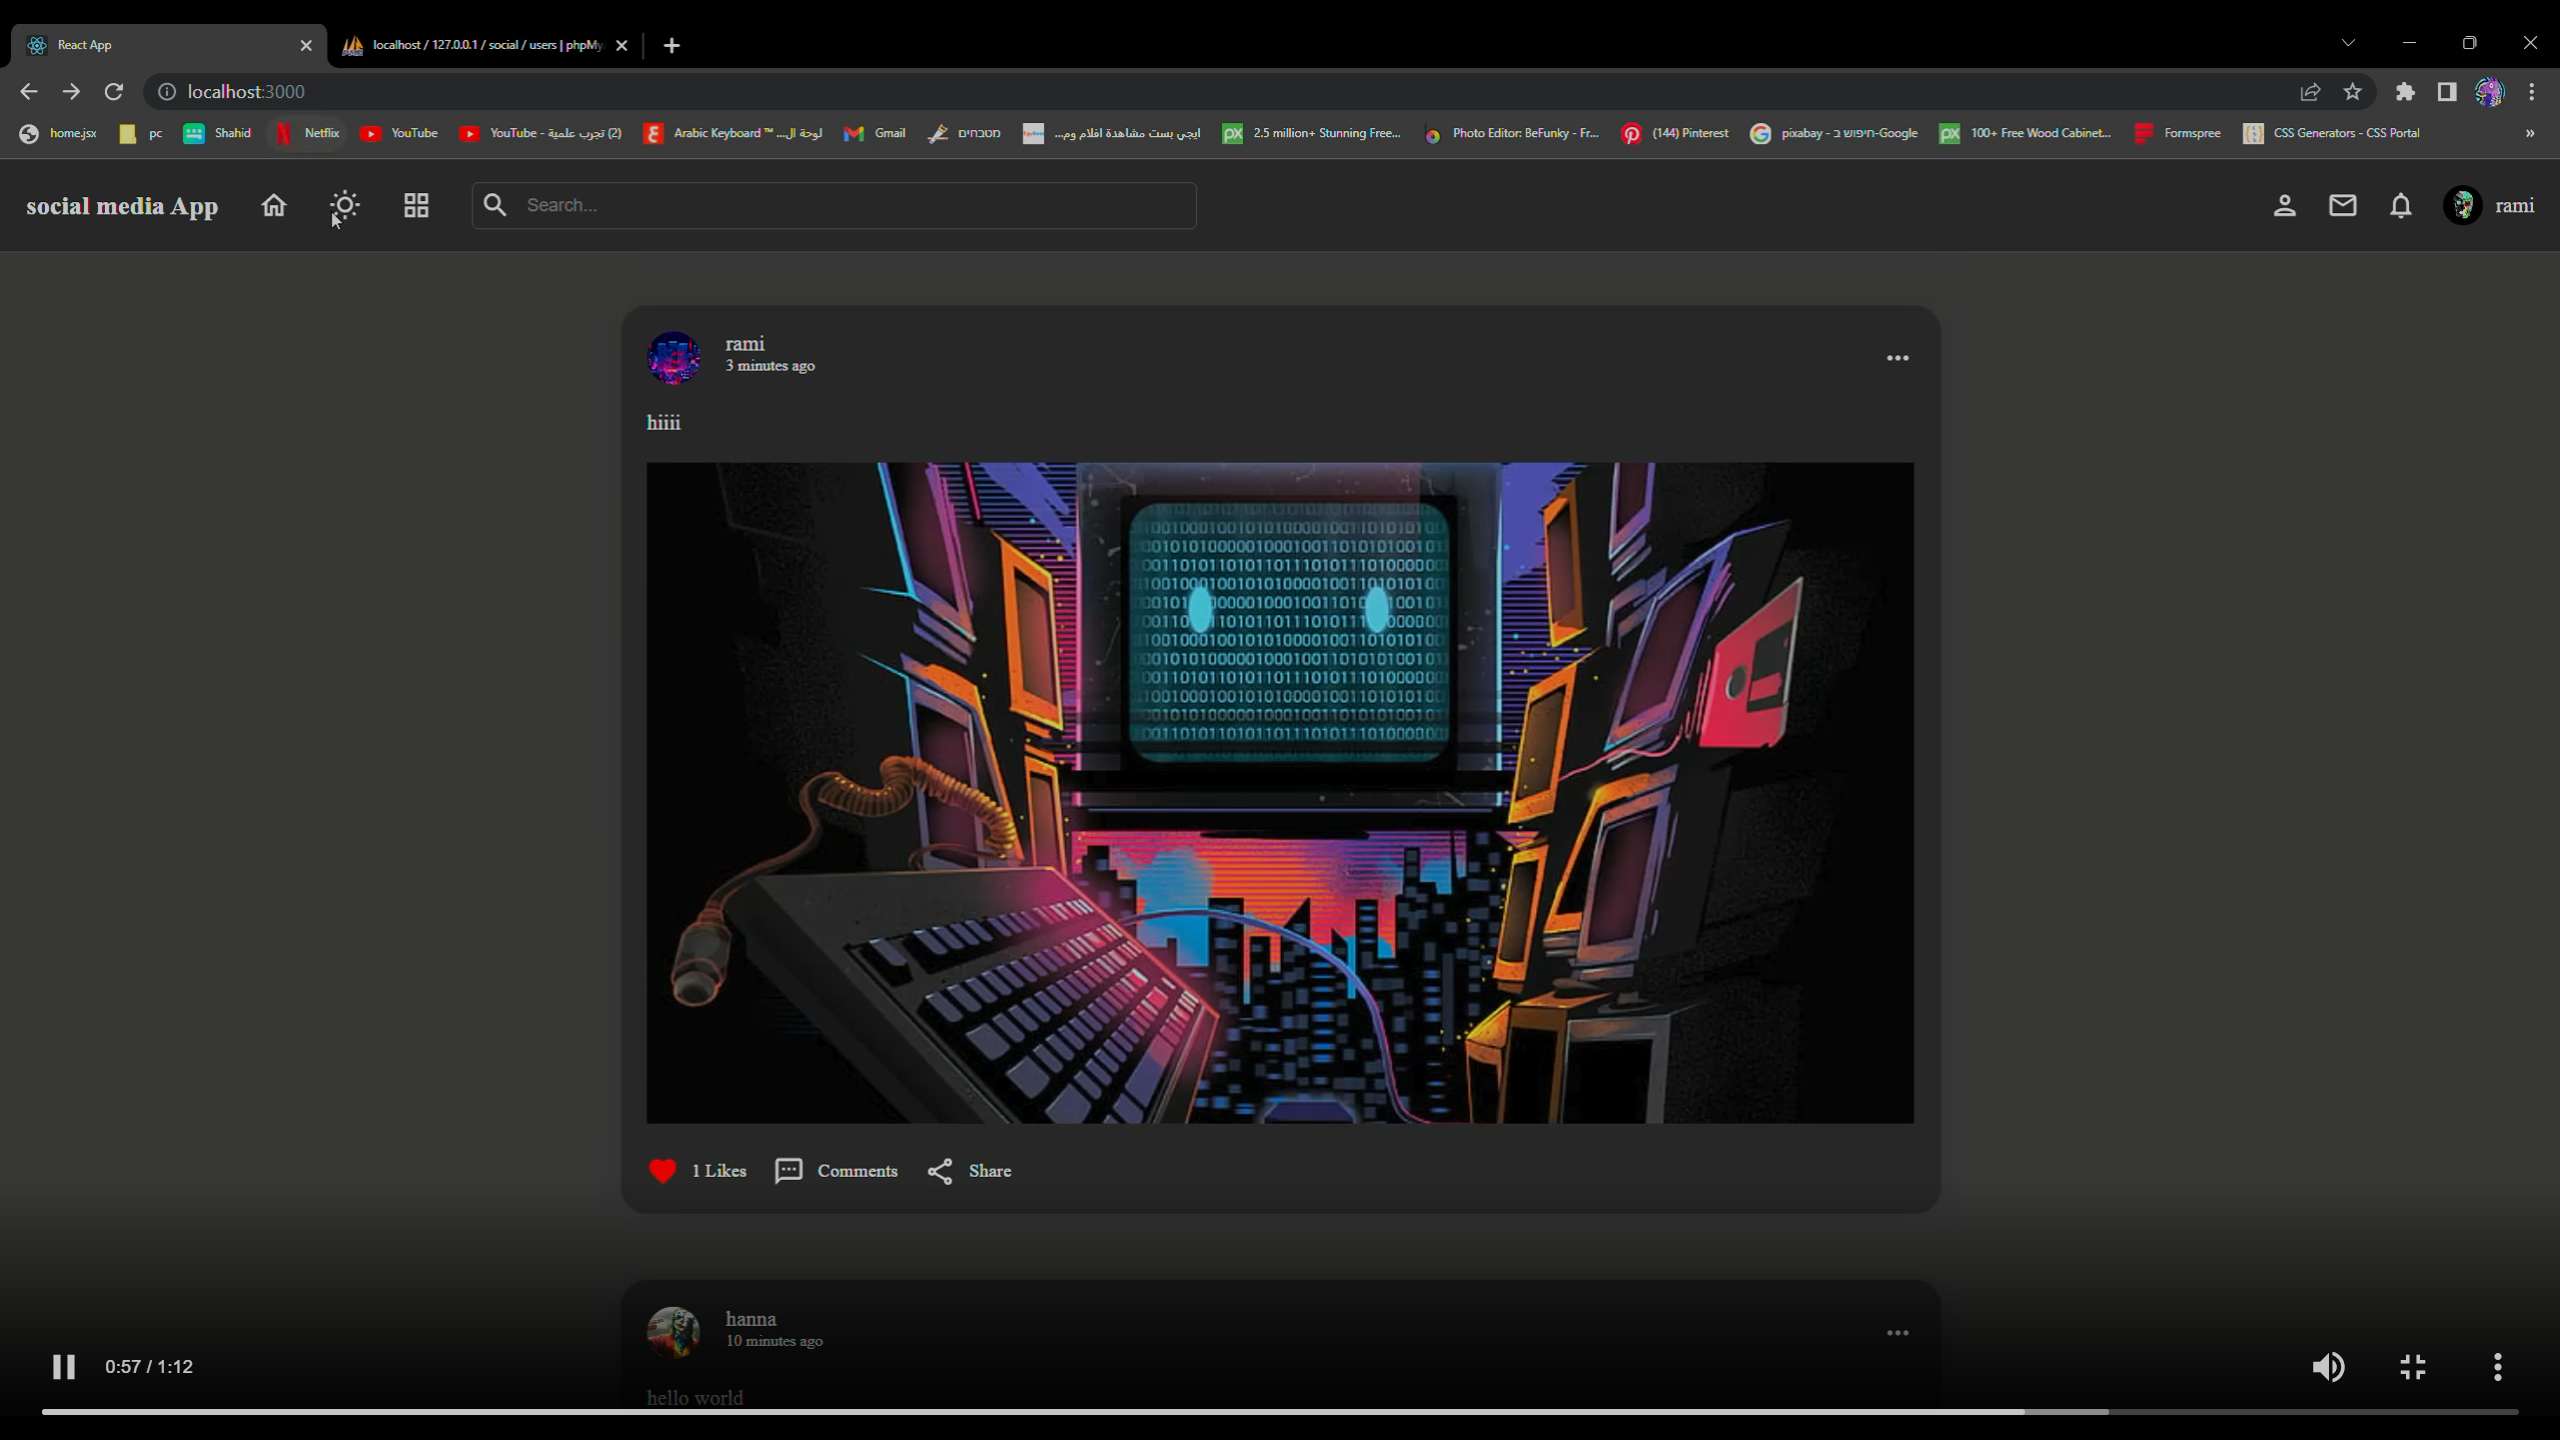 React App
localhost / 127.0.0.1 / social / users | phpMy
localhost:3000
home.jsx pc Shahid Netflix YouTube YouTube - تجرب علمية (2) Arabic Keyboard ™ لوحة ال... Gmail מטבחים ايجي بست مشاهدة افلام وم... 2.5 million+ Stunning Free... Photo Editor: BeFunky - Fr... (144) Pinterest pixabay - חיפוש ב-Google 100+ Free Wood Cabinet... Formspree CSS Generators - CSS Portal »
social media App Search... rami
rami
3 minutes ago
hiiii
1 Likes Comments Share
hanna
10 minutes ago
hello world
0:57 / 1:12